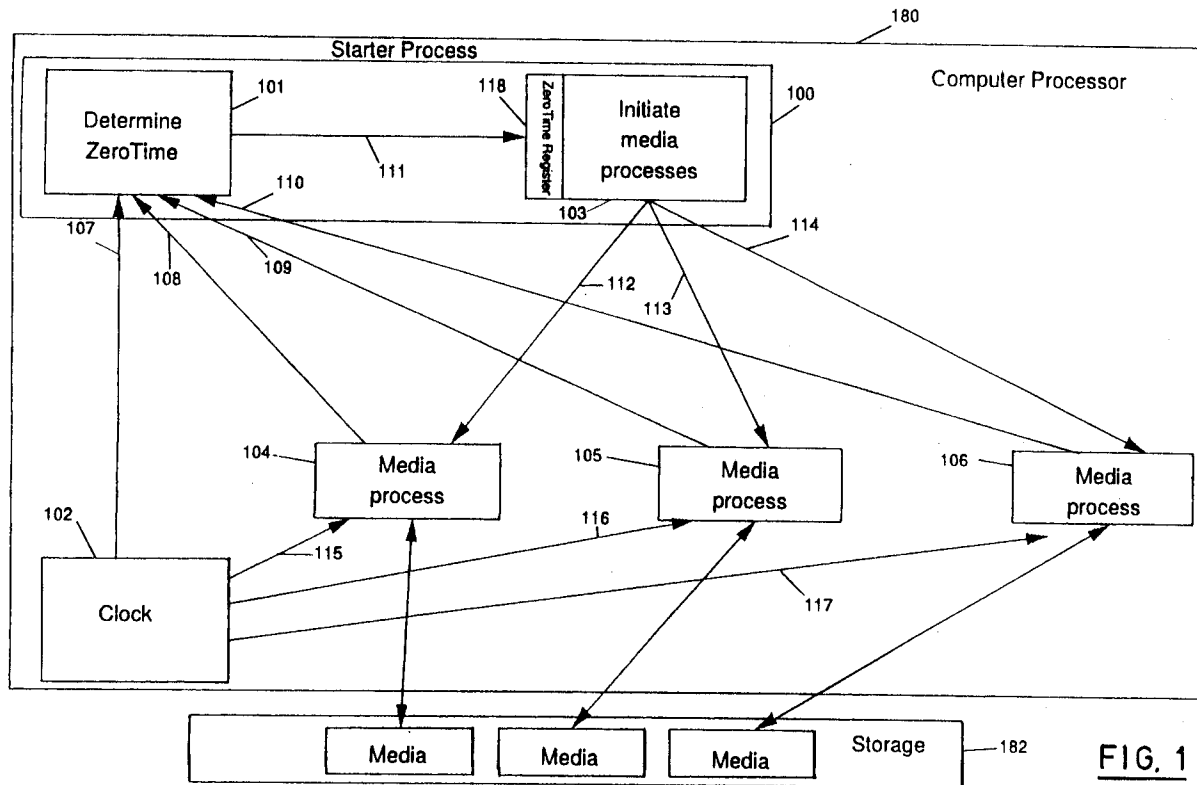 180
Starter Process
Computer Processor
101
118
100
Determine
ZeroTime
ZeroTime Register
Initiate
media
processes
111
110
103
107
108
109
112
113
114
104
Media
process
105
Media
process
106
Media
process
102
Clock
115
116
117
Media
Media
Media
Storage
182
FIG. 1